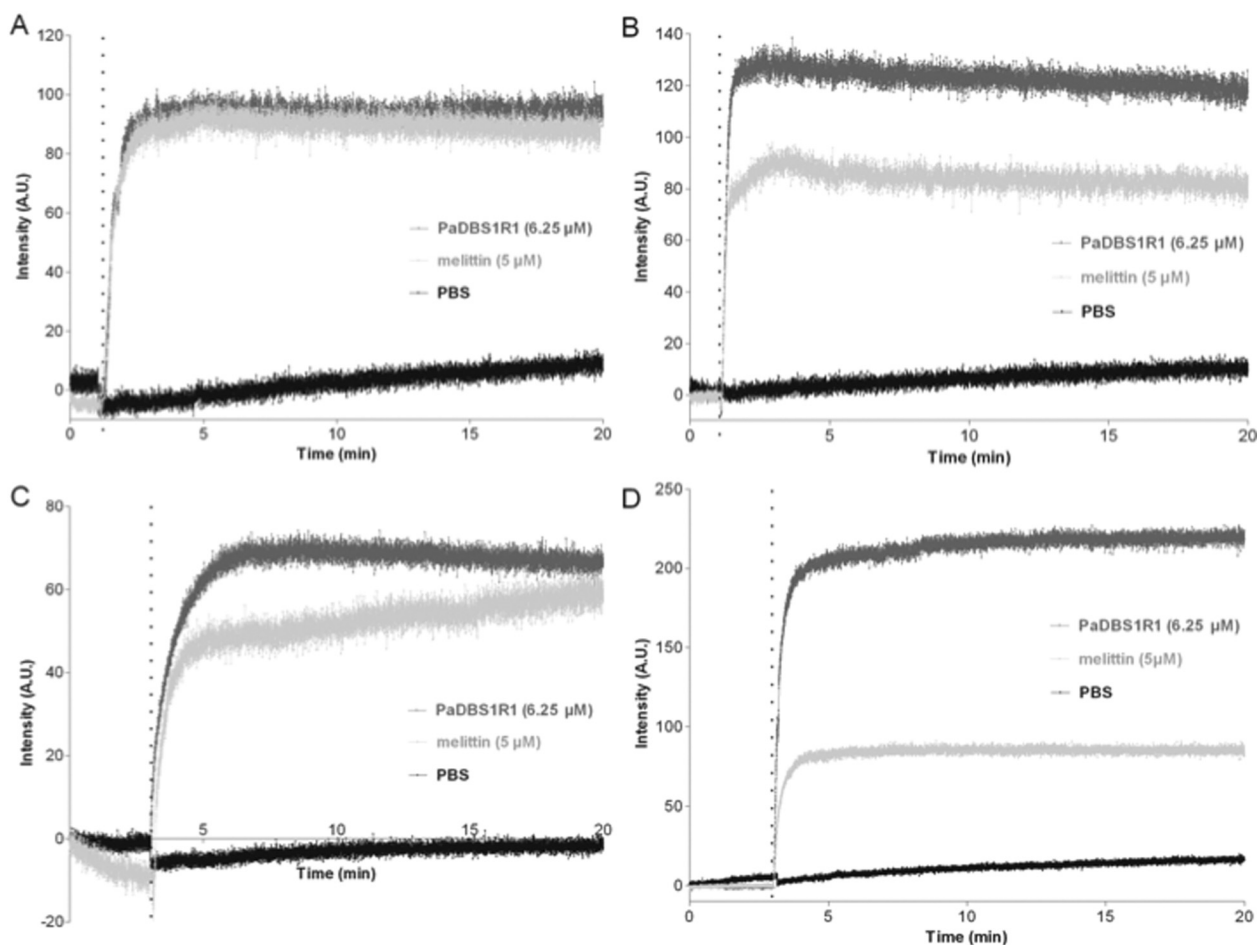 A
120
100
80
60
40
20
0
Intensity (A.U.)
PaDBS1R1 (6.25 µM)
melittin (5 µM)
PBS
0 5 10 15 20
Time (min)
B
140
120
100
80
60
40
20
0
Intensity (A.U.)
PaDBS1R1 (6.25 µM)
melittin (5 µM)
PBS
0 5 10 15 20
Time (min)
C
80
60
40
20
0
-20
Intensity (A.U.)
PaDBS1R1 (6.25 µM)
melittin (5 µM)
PBS
5 10 15 20
Time (min)
D
250
200
150
100
50
0
Intensity (A.U.)
PaDBS1R1 (6.25 µM)
melittin (5µM)
PBS
0 5 10 15 20
Time (min)